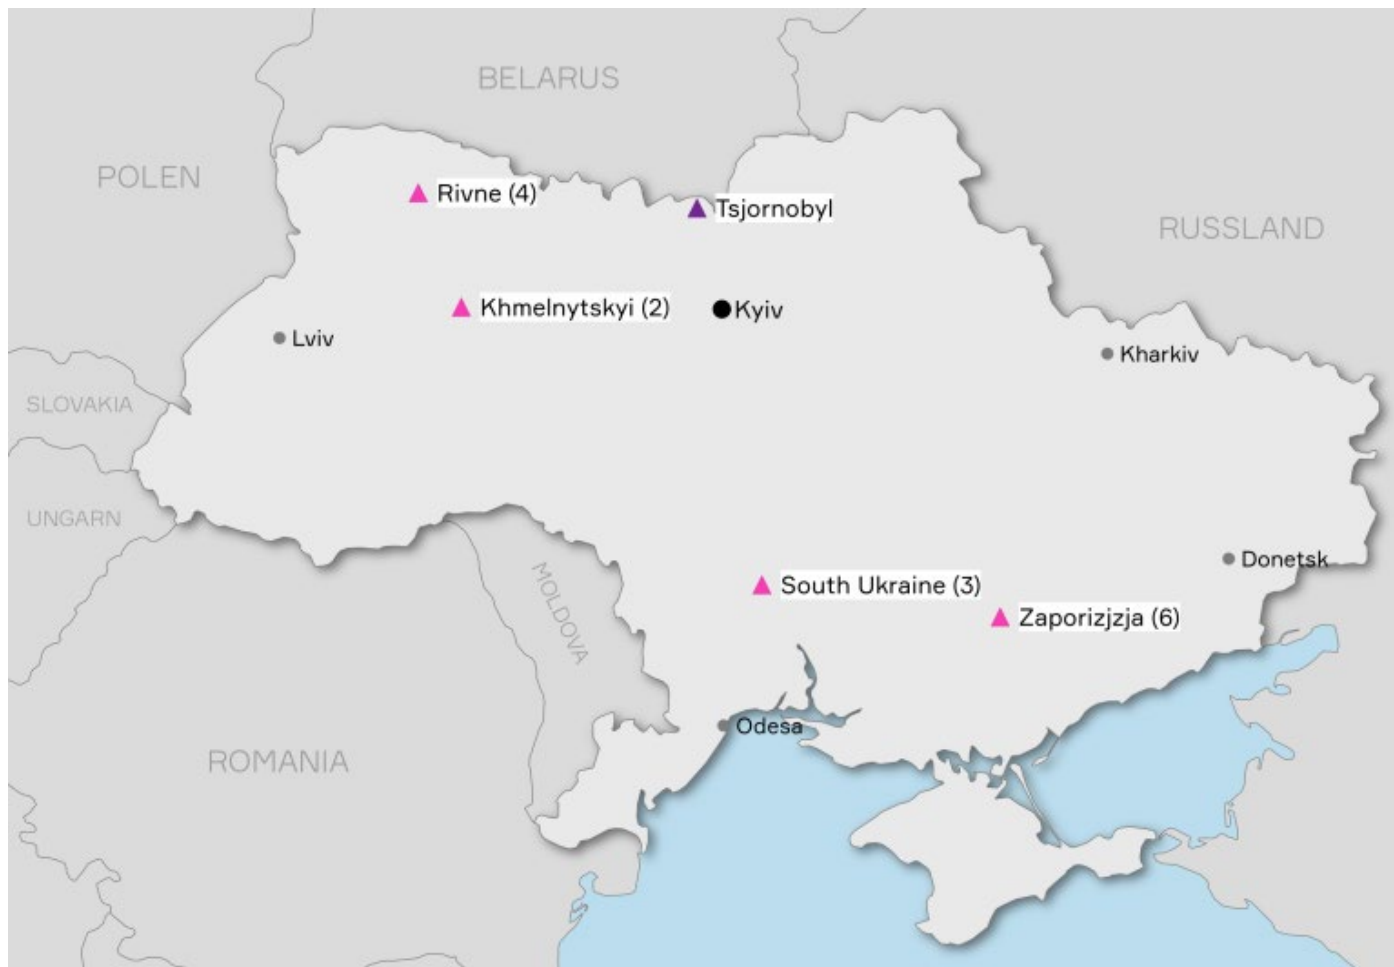 BELARUS
POLEN
Rivne (4)
Tsjornobyl
RUSSLAND
Khmelnytskyi (2)
Kyiv
Lviv
Kharkiv
SLOVAKIA
UNGARN
Donetsk
MOLDOVA
South Ukraine (3)
Zaporizjzja (6)
Odesa
ROMANIA